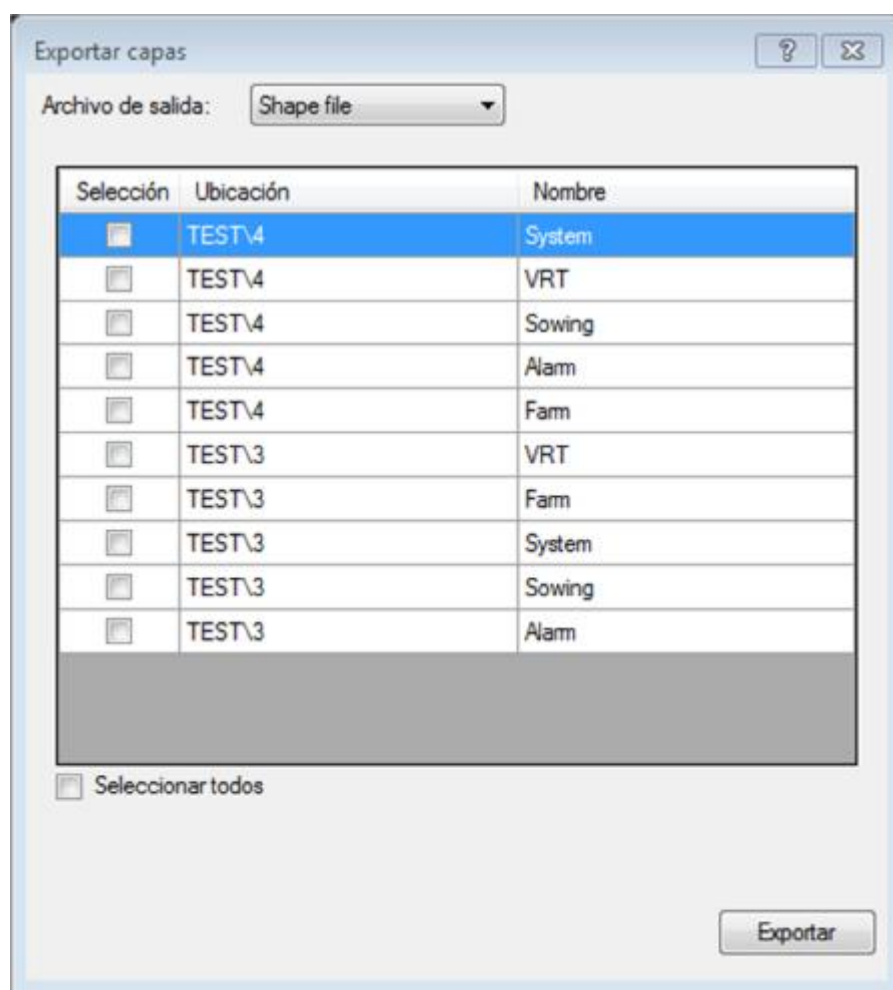 Exportar capas
Archivo de salida: Shape file
Selección Ubicación Nombre
TEST\4 System
TEST\4 VRT
TEST\4 Sowing
TEST\4 Alarm
TEST\4 Farm
TEST\3 VRT
TEST\3 Farm
TEST\3 System
TEST\3 Sowing
TEST\3 Alarm
Seleccionar todos
Exportar